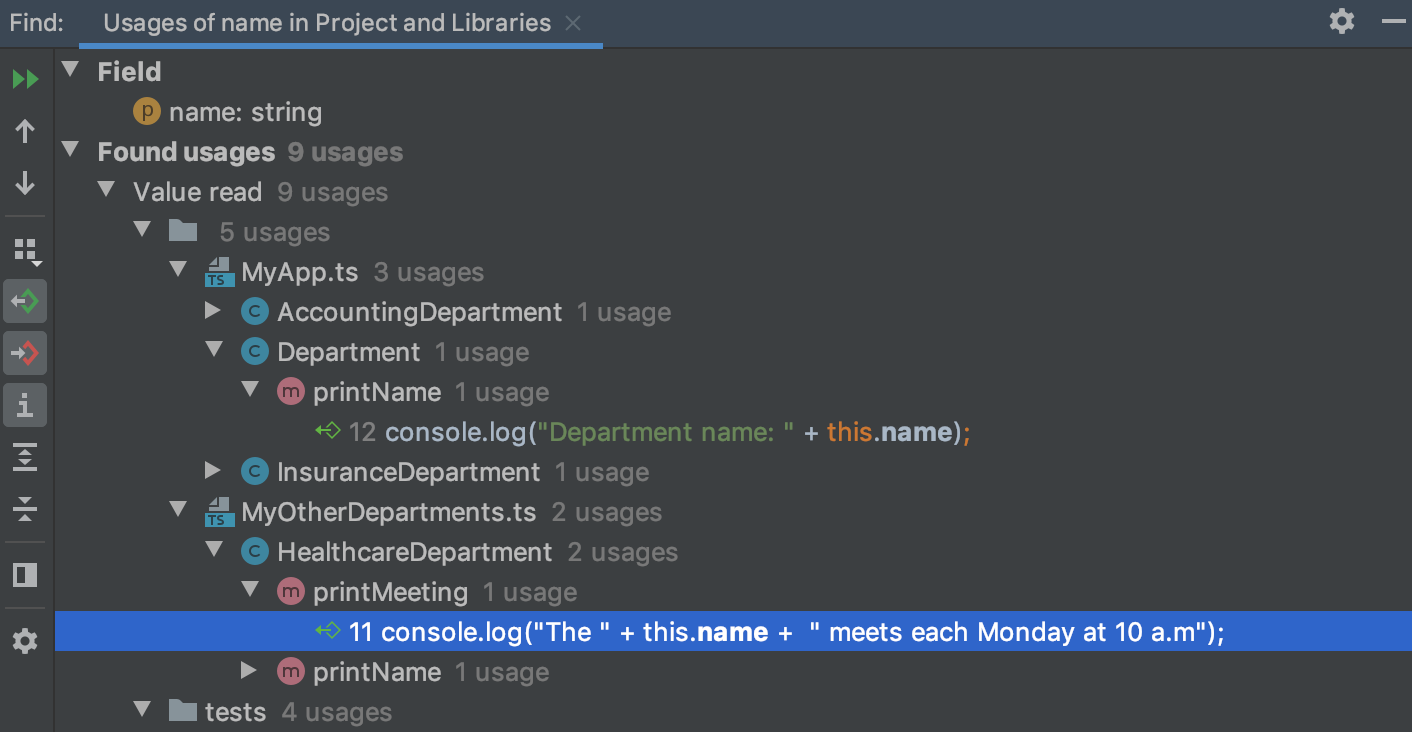 Find: Usages of name in Project and Libraries
Field
p name: string
Found usages 9 usages
Value read 9 usages
5 usages
TS MyApp.ts 3 usages
C AccountingDepartment 1 usage
C Department 1 usage
m printName 1 usage
12 console.log("Department name: " + this.name);
C InsuranceDepartment 1 usage
TS MyOtherDepartments.ts 2 usages
C HealthcareDepartment 2 usages
m printMeeting 1 usage
11 console.log("The " + this.name +  " meets each Monday at 10 a.m");
m printName 1 usage
tests 4 usages